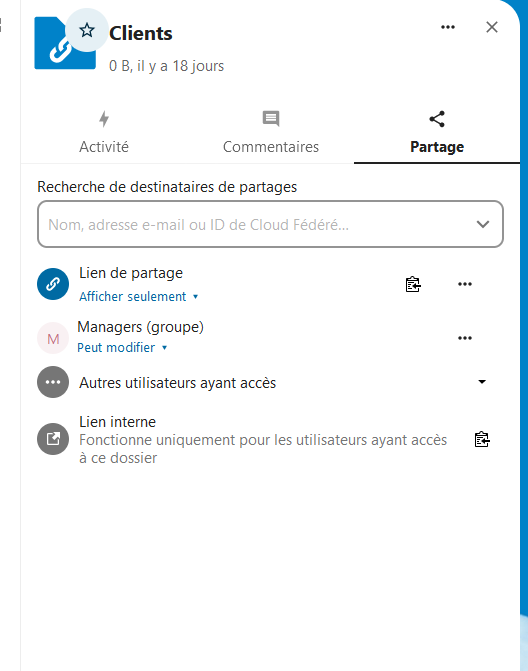 Clients
0 B, il y a 18 jours
Activité
Commentaires
Partage
Recherche de destinataires de partages
Nom, adresse e-mail ou ID de Cloud Fédéré...
Lien de partage
Afficher seulement
M
Managers (groupe)
Peut modifier
Autres utilisateurs ayant accès
Lien interne
Fonctionne uniquement pour les utilisateurs ayant accès
à ce dossier